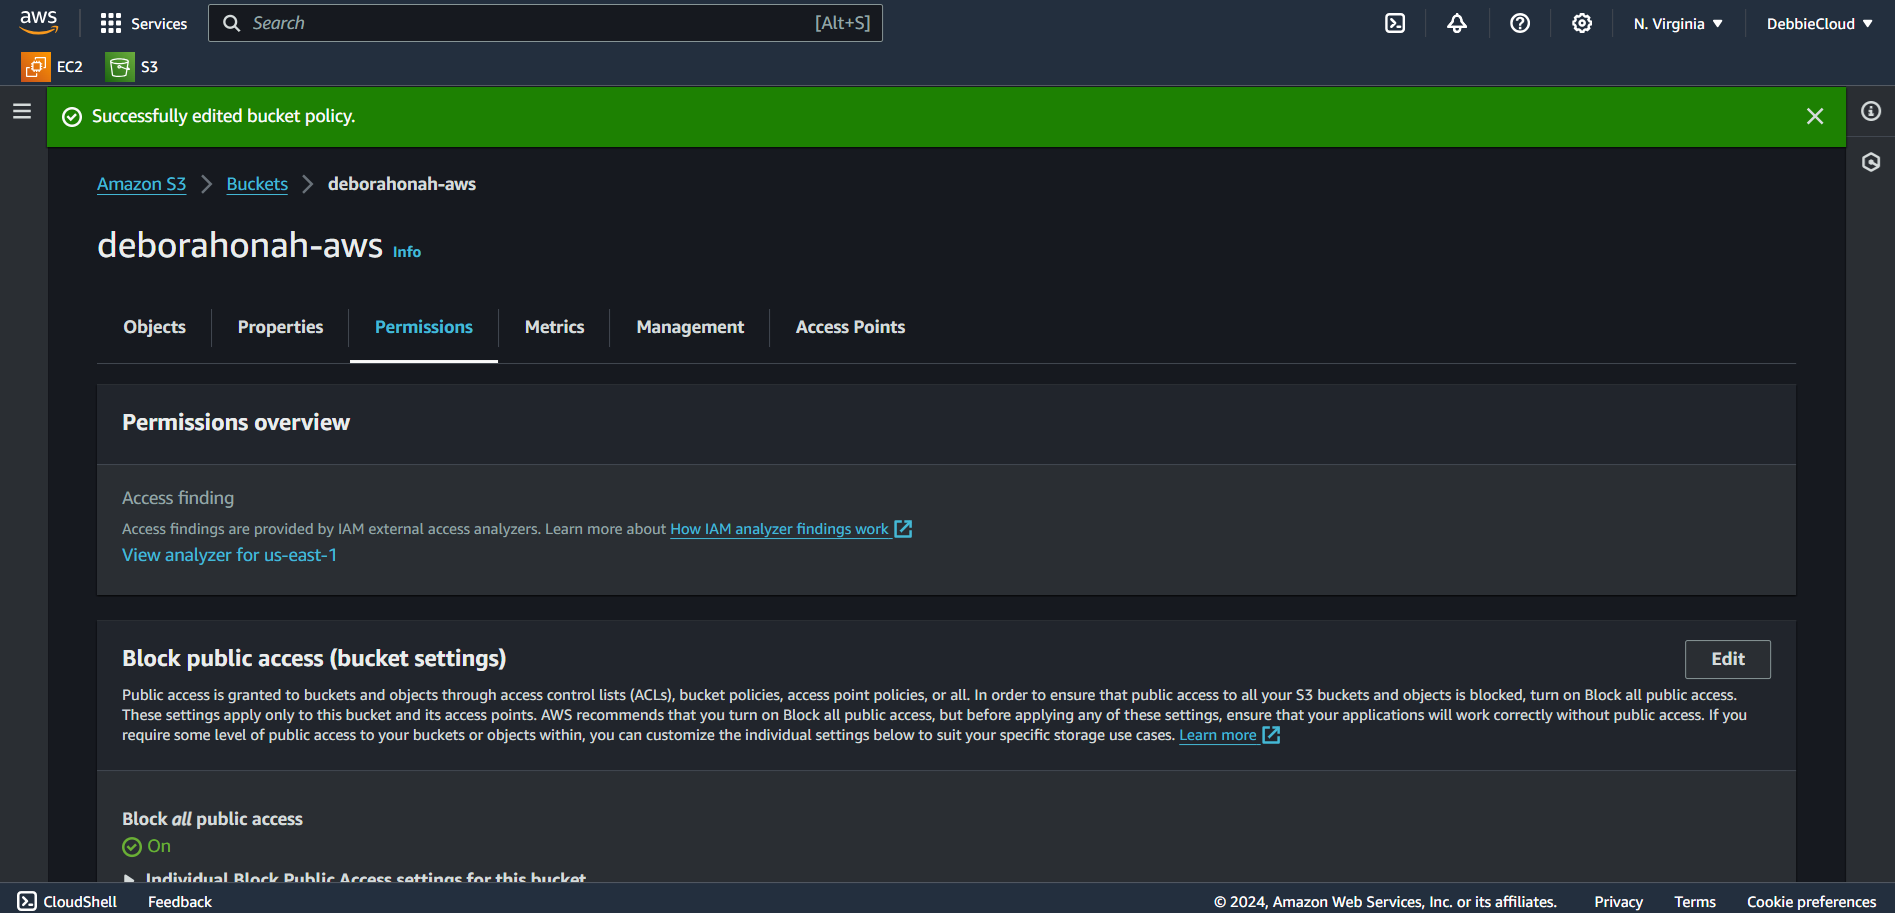 aws
Services
Search
[Alt+S]
N. Virginia
DebbieCloud
EC2
S3
Successfully edited bucket policy.
Amazon S3
Buckets
deborahonah-aws
deborahonah-aws Info
Objects
Properties
Permissions
Metrics
Management
Access Points
Permissions overview
Access finding
Access findings are provided by IAM external access analyzers. Learn more about How IAM analyzer findings work
View analyzer for us-east-1
Block public access (bucket settings)
Edit
Public access is granted to buckets and objects through access control lists (ACLs), bucket policies, access point policies, or all. In order to ensure that public access to all your S3 buckets and objects is blocked, turn on Block all public access.
These settings apply only to this bucket and its access points. AWS recommends that you turn on Block all public access, but before applying any of these settings, ensure that your applications will work correctly without public access. If you
require some level of public access to your buckets or objects within, you can customize the individual settings below to suit your specific storage use cases. Learn more
Block all public access
On
Individual Block Public Access settings for this bucket
CloudShell
Feedback
© 2024, Amazon Web Services, Inc. or its affiliates.
Privacy
Terms
Cookie preferences